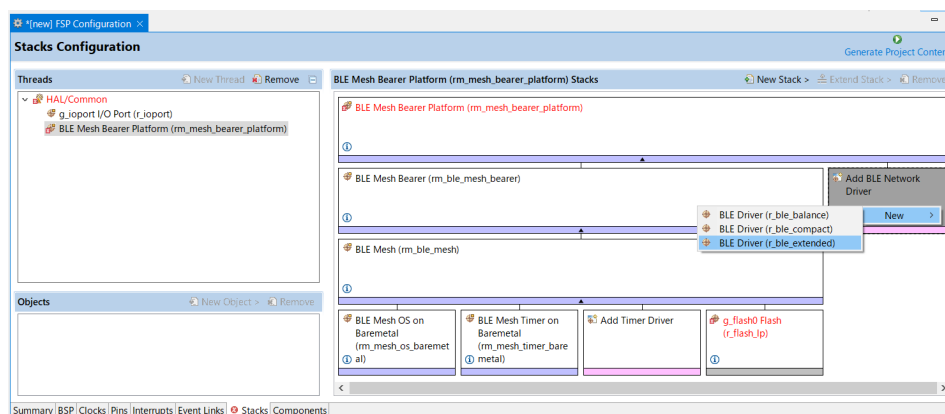 *[new] FSP Configuration
Stacks Configuration
Generate Project Conten
Threads
New Thread
Remove
HAL/Common
g_ioport I/O Port (r_ioport)
BLE Mesh Bearer Platform (rm_mesh_bearer_platform)
Objects
New Object >
Remove
BLE Mesh Bearer Platform (rm_mesh_bearer_platform) Stacks
New Stack >
Extend Stack >
Remove
BLE Mesh Bearer Platform (rm_mesh_bearer_platform)
BLE Mesh Bearer (rm_ble_mesh_bearer)
Add BLE Network
Driver
New >
BLE Driver (r_ble_balance)
BLE Driver (r_ble_compact)
BLE Driver (r_ble_extended)
BLE Mesh (rm_ble_mesh)
BLE Mesh OS on
Baremetal
(rm_mesh_os_baremet
al)
BLE Mesh Timer on
Baremetal
(rm_mesh_timer_bare
metal)
Add Timer Driver
g_flash0 Flash
(r_flash_lp)
Summary BSP Clocks Pins Interrupts Event Links Stacks Components